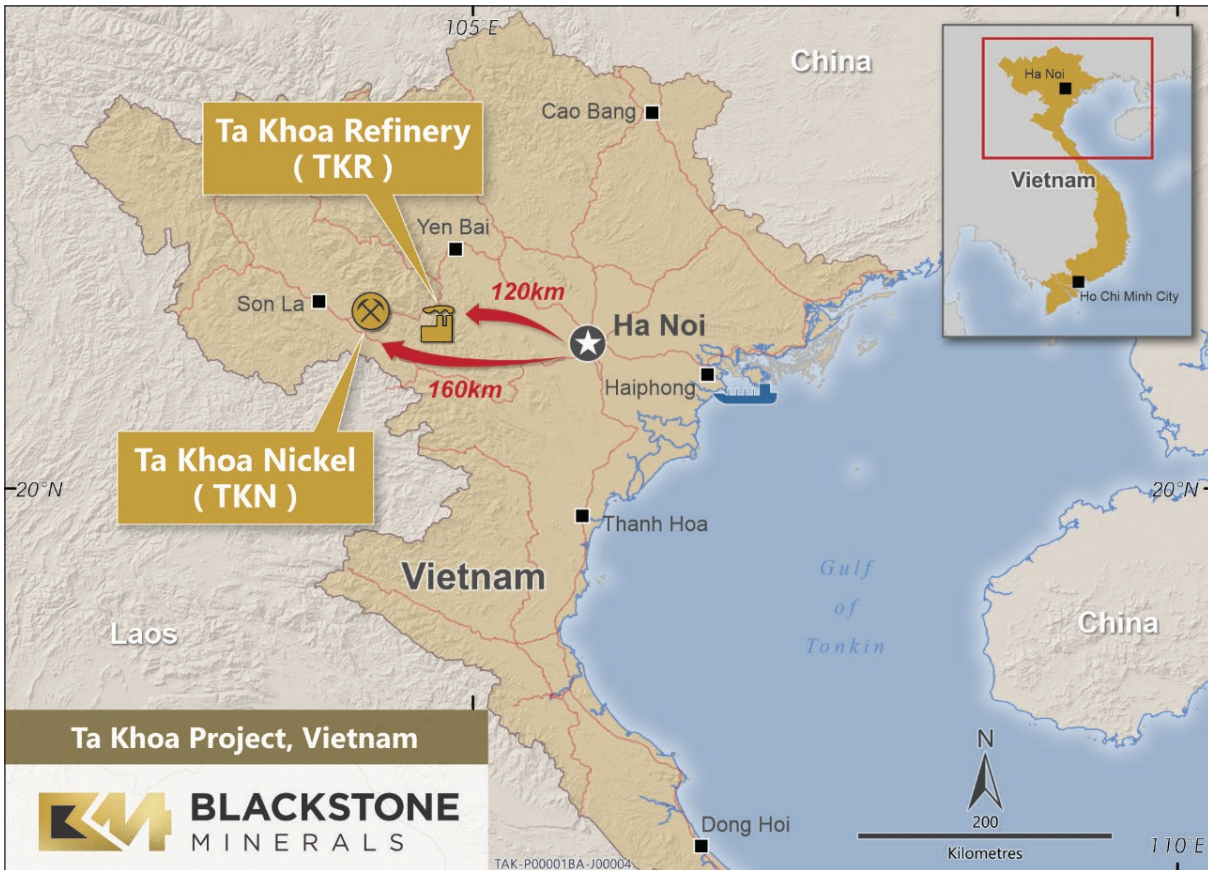 105°E
China
Ha Noi
Vietnam
Ho Chi Minh City
Cao Bang
Ta Khoa Refinery
( TKR )
Yen Bai
120km
Son La
Ha Noi
160km
Haiphong
Ta Khoa Nickel
( TKN )
20°N
20°N
Thanh Hoa
Vietnam
Gulf
of
Tonkin
Laos
China
Ta Khoa Project, Vietnam
N
200
Kilometres
BM BLACKSTONE
MINERALS
Dong Hoi
110°E
TAK-P00001BA-J00004